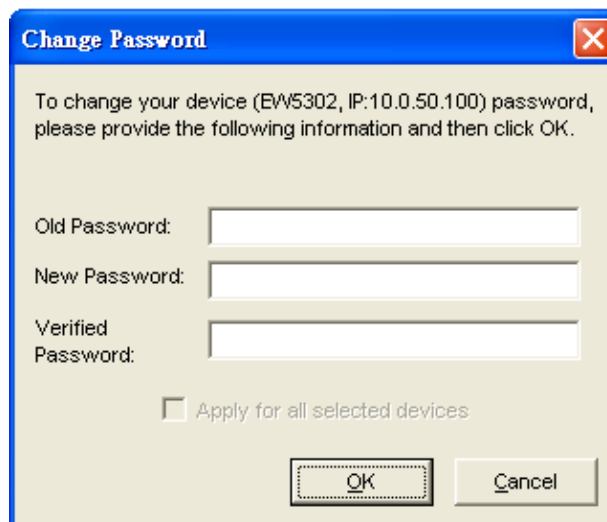 Change Password
To change your device (EW5302, IP:10.0.50.100) password,
please provide the following information and then click OK.
Old Password:
New Password:
Verified
Password:
Apply for all selected devices
OK
Cancel